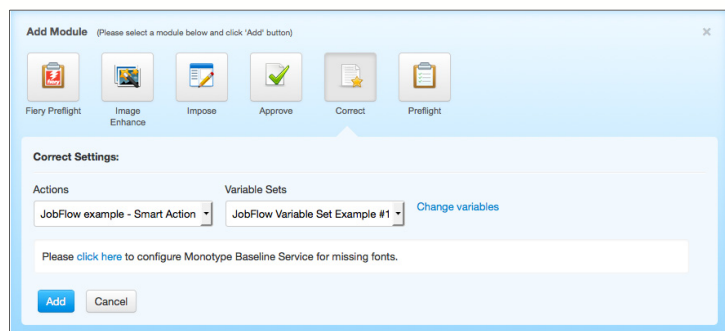 Add Module (Please select a module below and click 'Add' button)
×
Fiery
Fiery Preflight
Image
Enhance
Impose
Approve
Correct
Preflight
Correct Settings:
Actions
Variable Sets
JobFlow example - Smart Action
JobFlow Variable Set Example #1
Change variables
Please click here to configure Monotype Baseline Service for missing fonts.
Add
Cancel